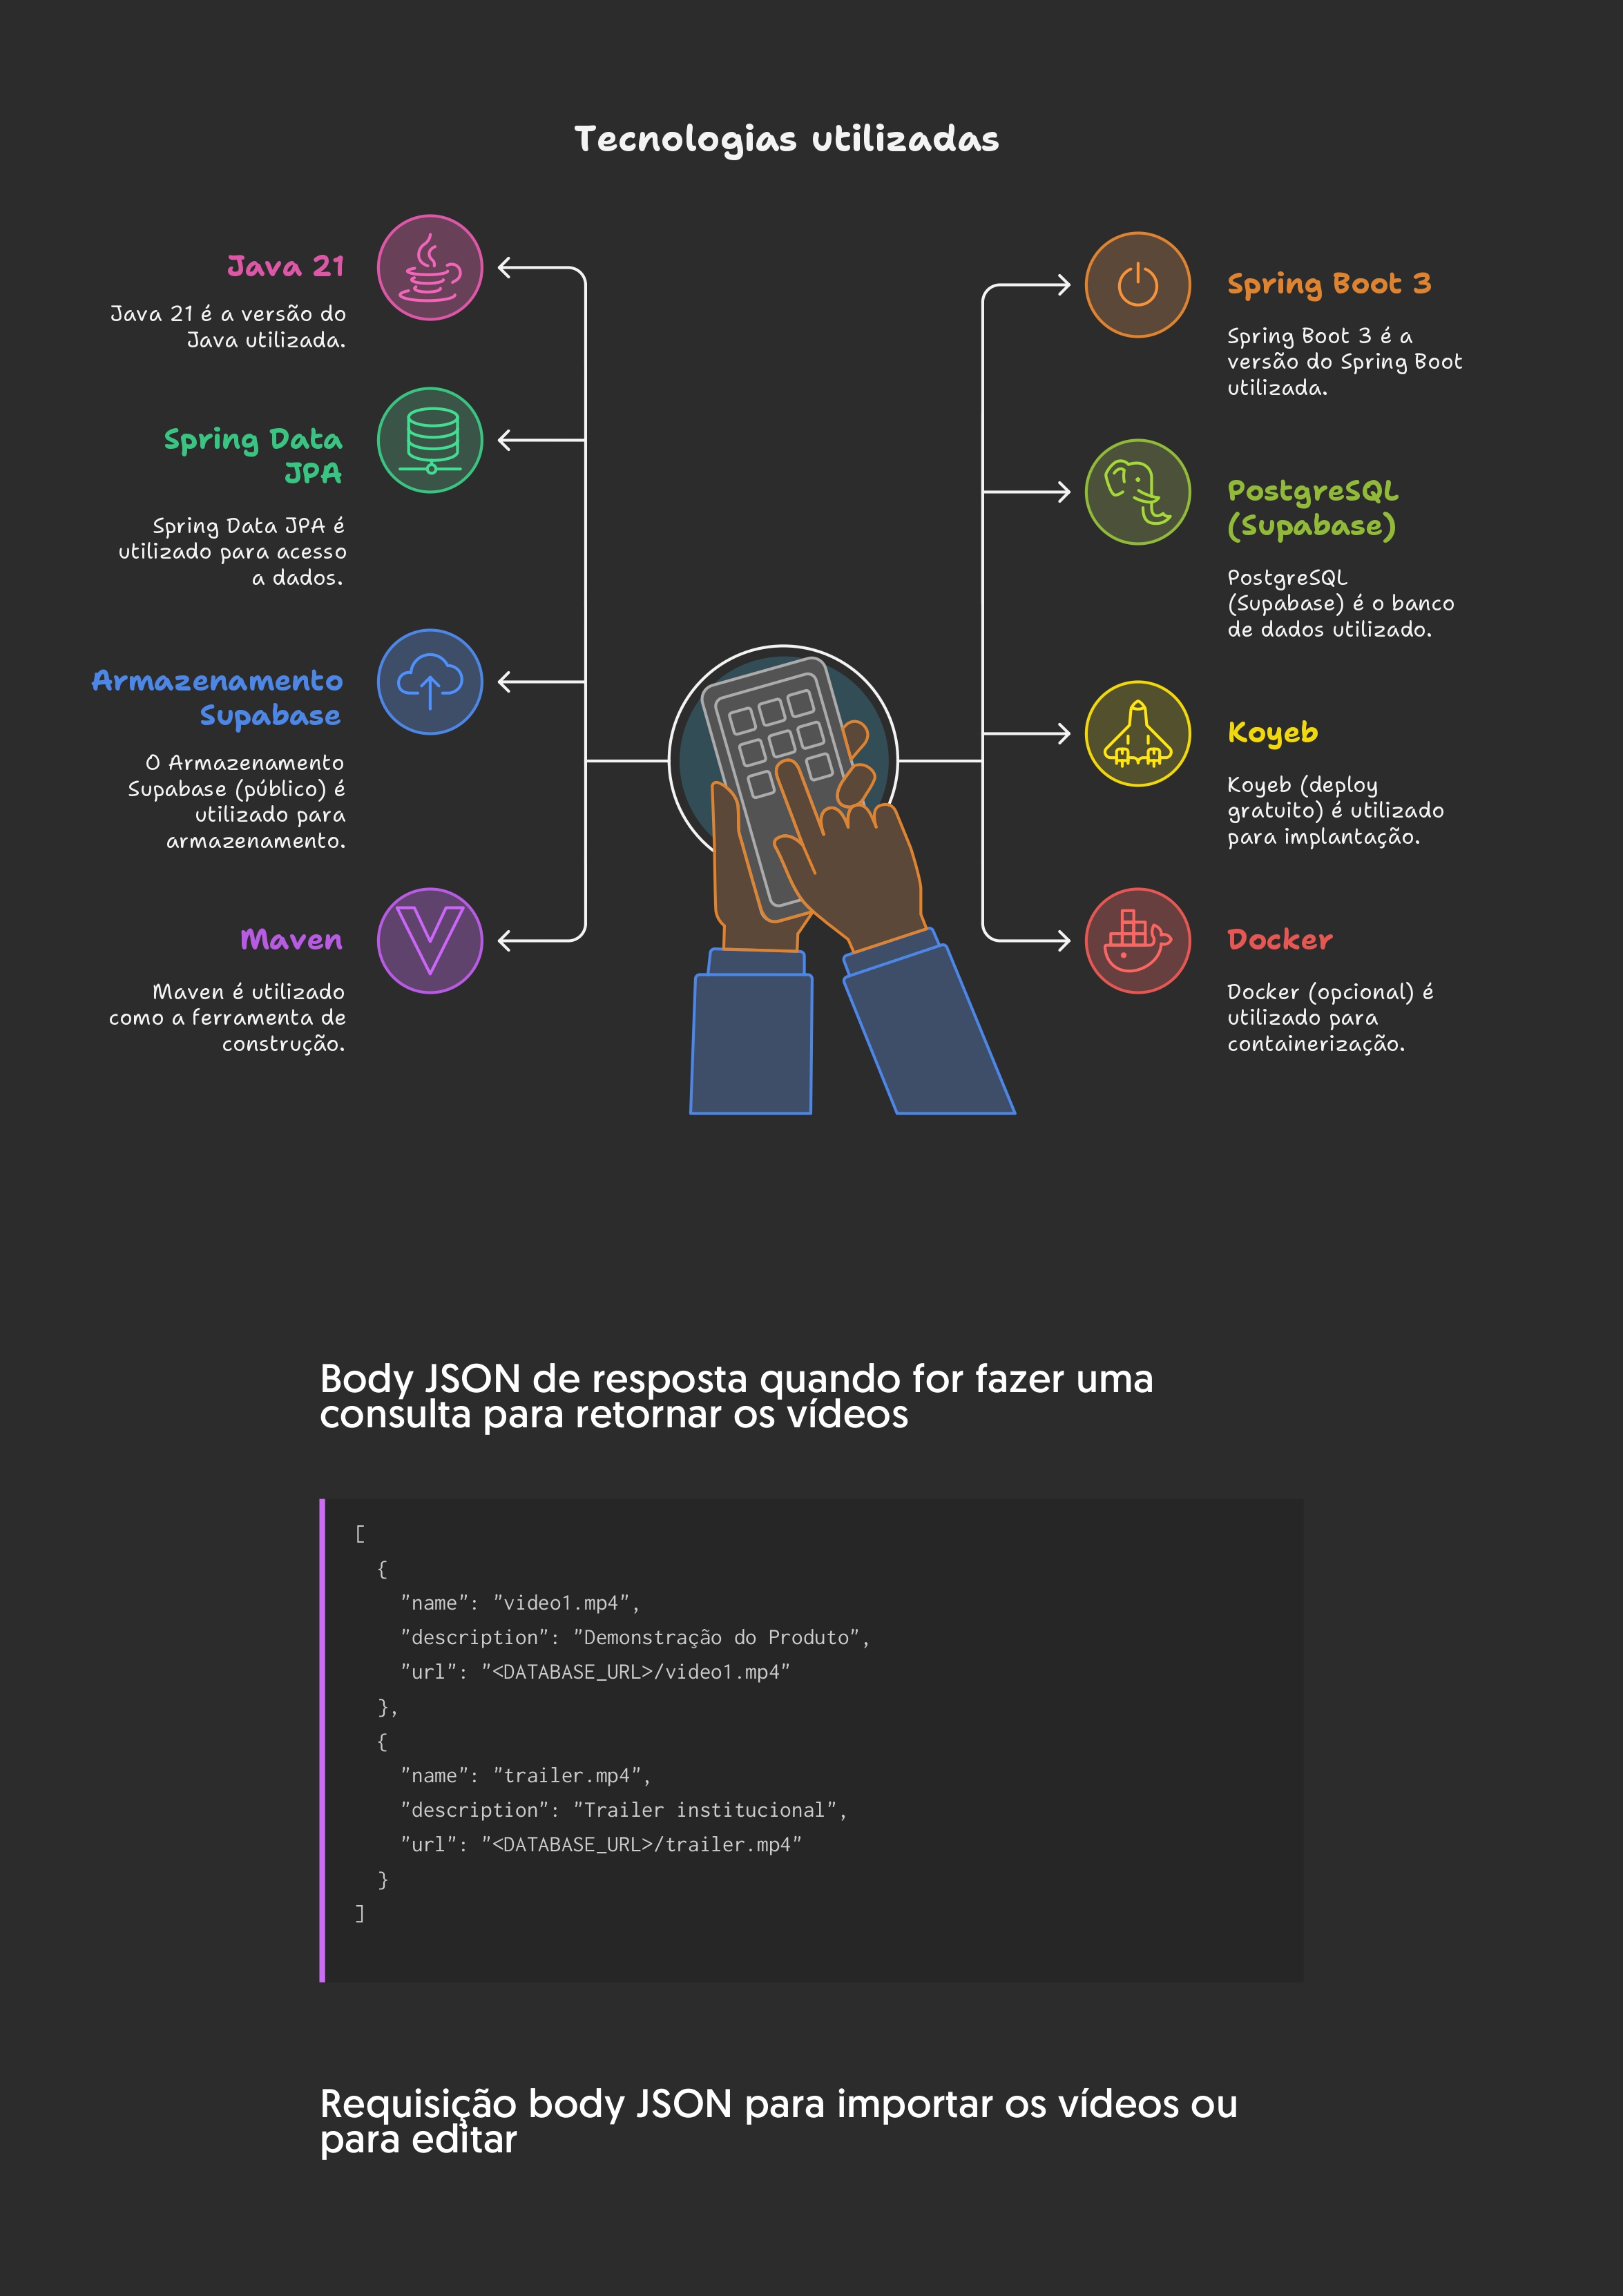 Tecnologias utilizadas
Java 21
Java 21 é a versão do
Java utilizada.
Spring Data
JPA
Spring Data JPA é
utilizado para acesso
a dados.
Armazenamento
Supabase
O Armazenamento
Supabase (público) é
utilizado para
armazenamento.
Maven
Maven é utilizado
como a ferramenta de
construção.
Spring Boot 3
Spring Boot 3 é a
versão do Spring Boot
utilizada.
PostgreSQL
(Supabase)
PostgreSQL
(Supabase) é o banco
de dados utilizado.
Koyeb
Koyeb (deploy
gratuito) é utilizado
para implantação.
Docker
Docker (opcional) é
utilizado para
containerização.
Body JSON de resposta quando for fazer uma
consulta para retornar os vídeos
[
  {
    "name": "video1.mp4",
    "description": "Demonstração do Produto",
    "url": "<DATABASE_URL>/video1.mp4"
  },
  {
    "name": "trailer.mp4",
    "description": "Trailer institucional",
    "url": "<DATABASE_URL>/trailer.mp4"
  }
]
Requisição body JSON para importar os vídeos ou
para editar